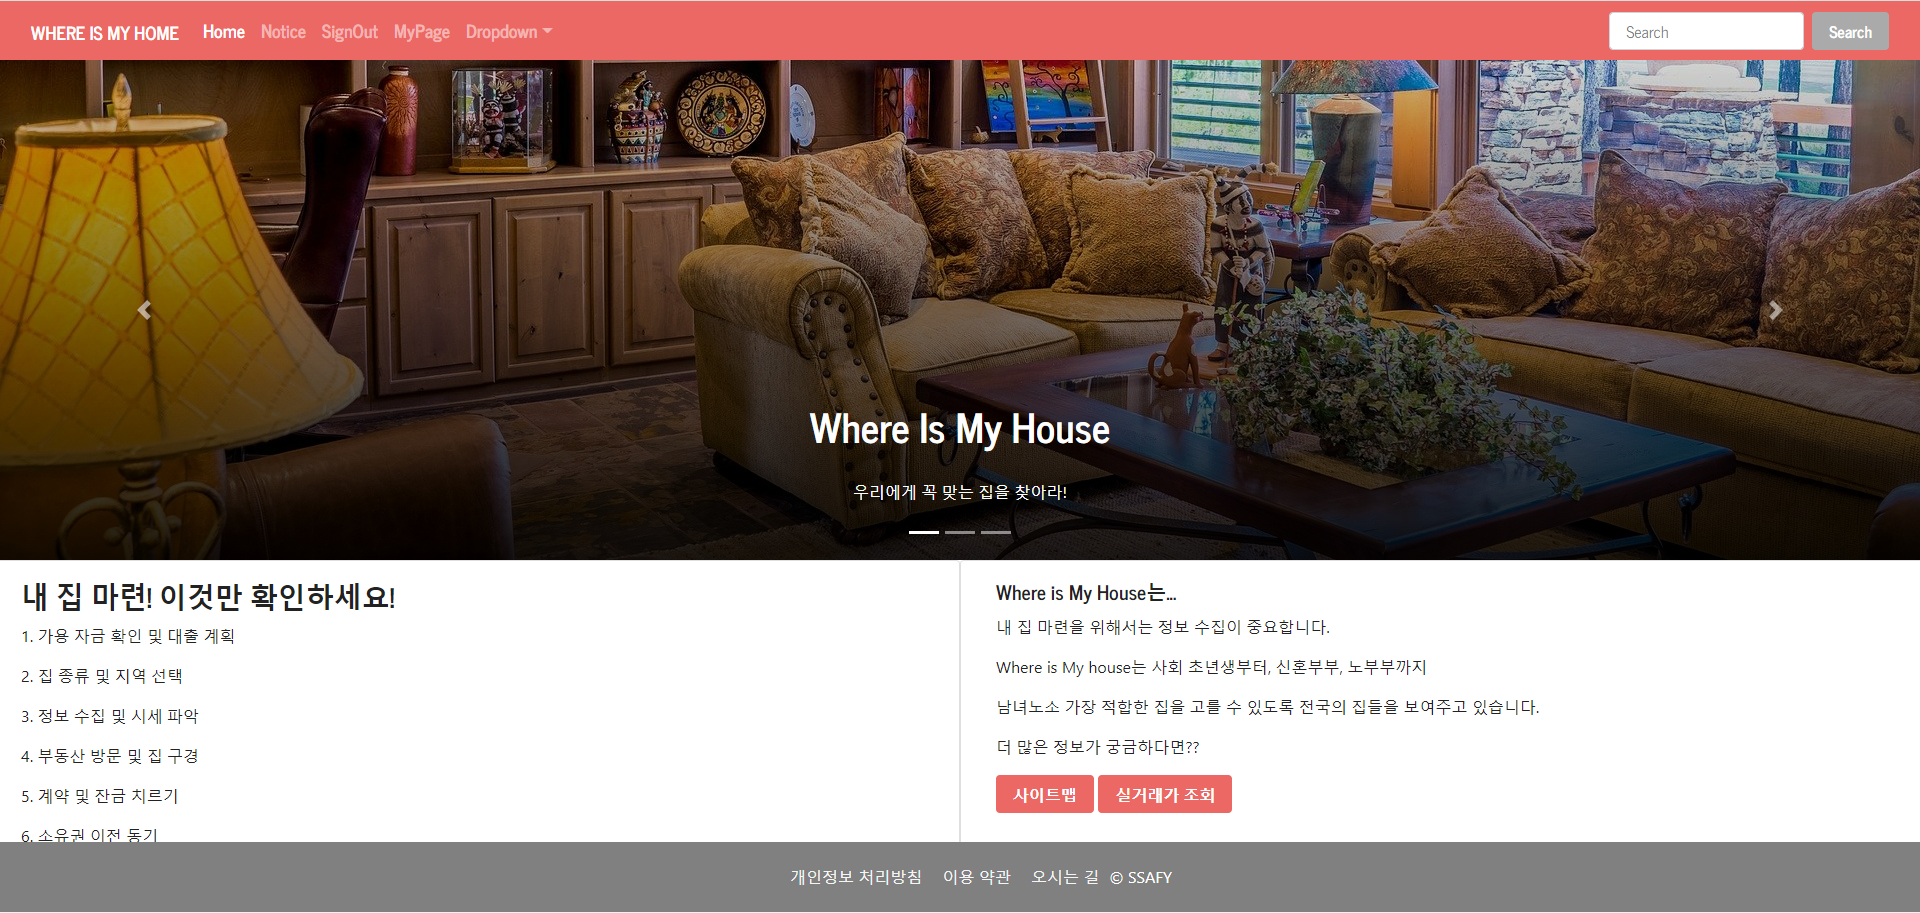 WHERE IS MY HOME Home Notice SignOut MyPage Dropdown Search Search
Where Is My House
우리에게 꼭 맞는 집을 찾아라!
내 집 마련! 이것만 확인하세요!
1. 가용 자금 확인 및 대출 계획
2. 집 종류 및 지역 선택
3. 정보 수집 및 시세 파악
4. 부동산 방문 및 집 구경
5. 계약 및 잔금 치르기
6. 소유권 이전 등기
Where is My House는...
내 집 마련을 위해서는 정보 수집이 중요합니다.
Where is My house는 사회 초년생부터, 신혼부부, 노부부까지
남녀노소 가장 적합한 집을 고를 수 있도록 전국의 집들을 보여주고 있습니다.
더 많은 정보가 궁금하다면??
사이트맵 실거래가 조회
개인정보 처리방침 이용 약관 오시는 길 © SSAFY